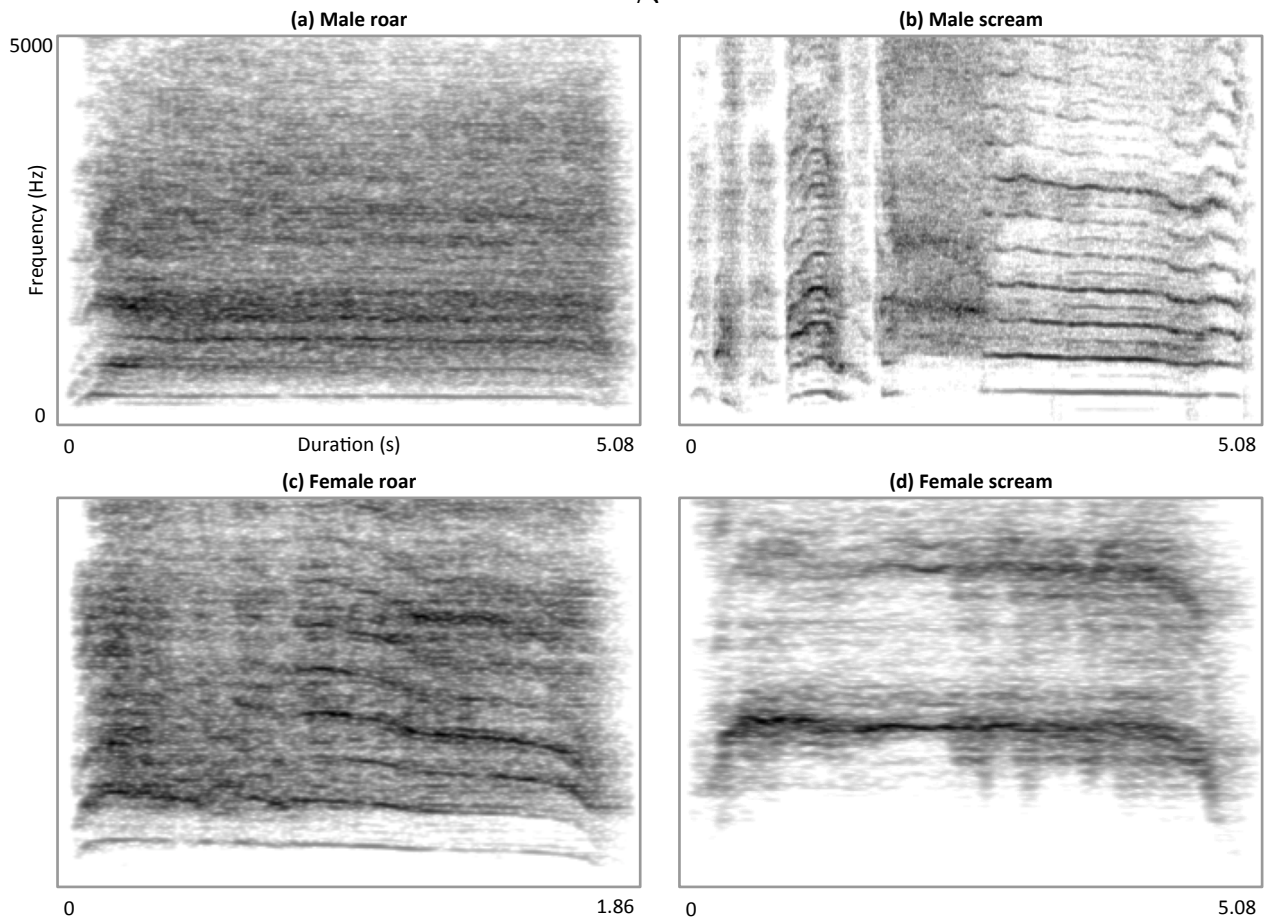 (a) Male roar
(b) Male scream
5000
Frequency (Hz)
0
0
Duration (s)
5.08
0
5.08
(c) Female roar
(d) Female scream
0
1.86
0
5.08